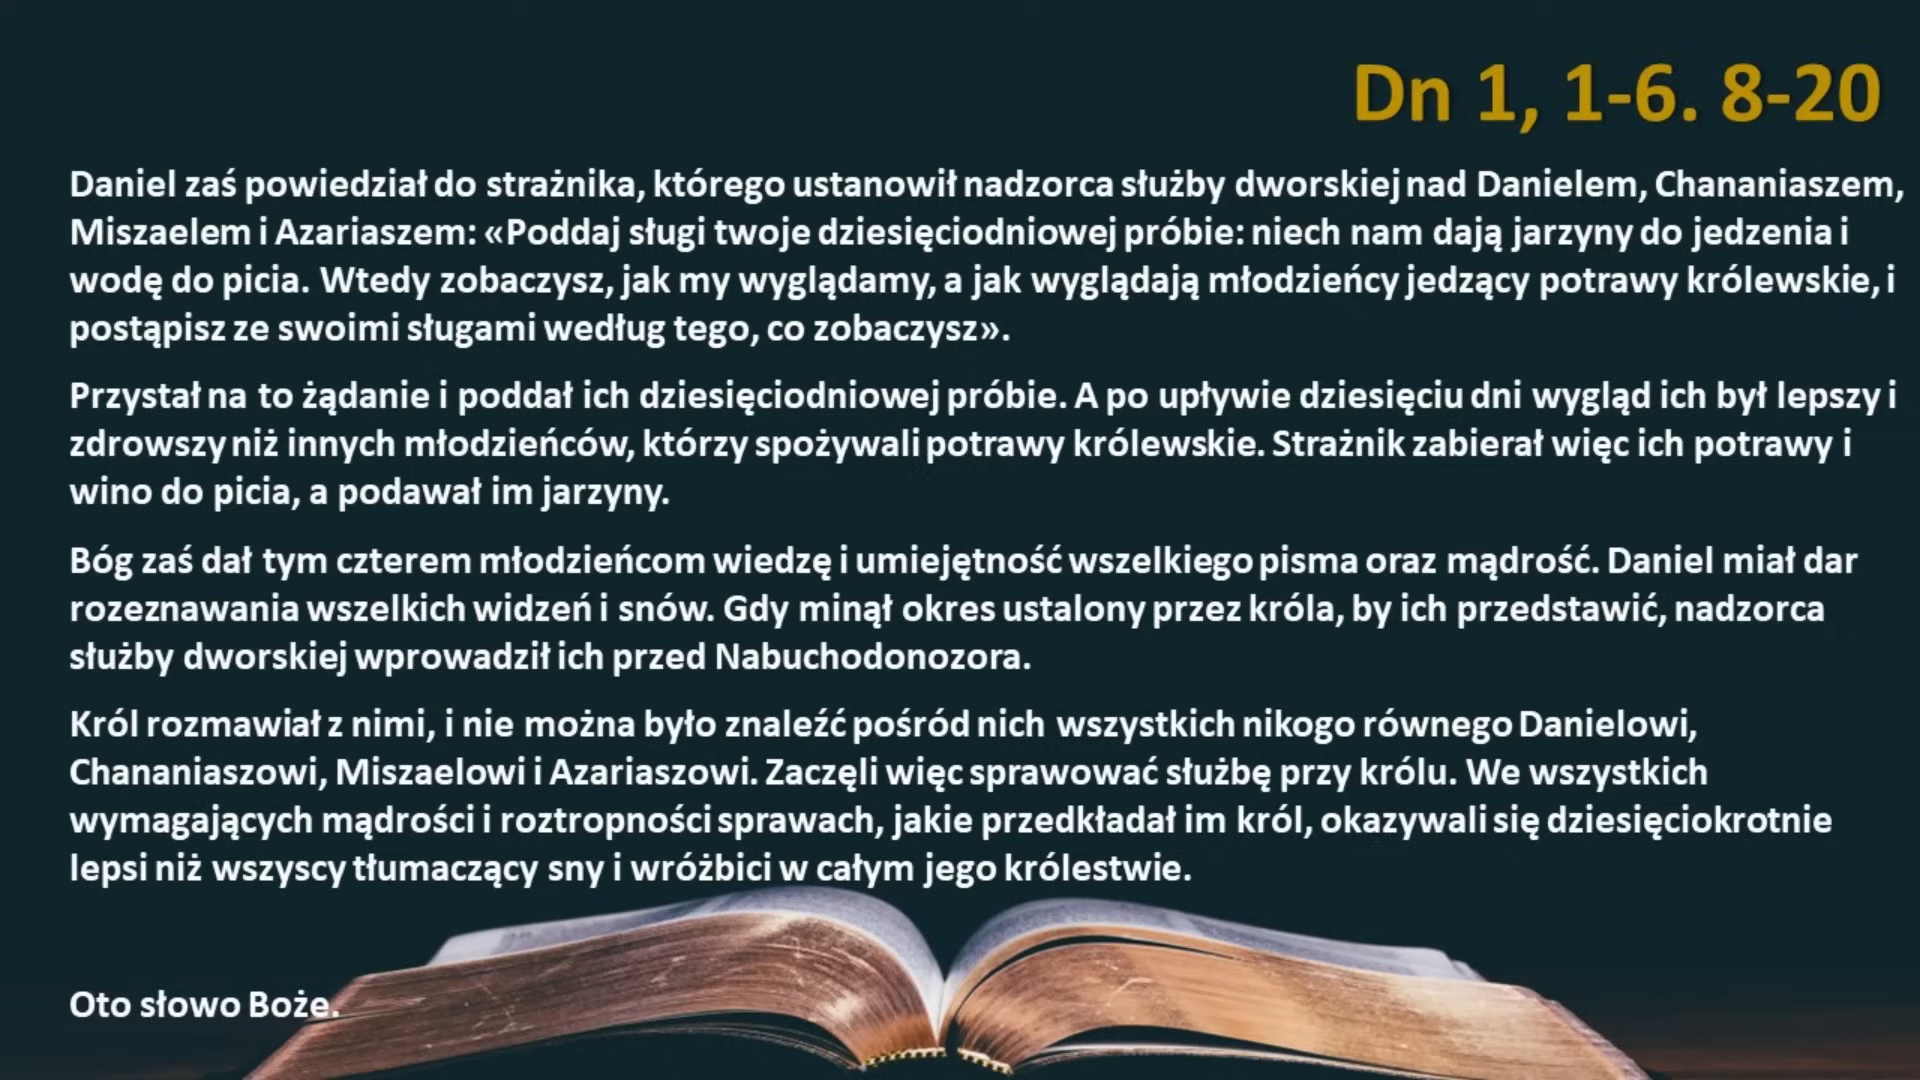 Dn 1, 1-6. 8-20
Daniel zaś powiedział do strażnika, którego ustanowił nadzorca służby dworskiej nad Danielem, Chananiaszem,
Miszaelem i Azariaszem: «Poddaj sługi twoje dziesięciodniowej próbie: niech nam dają jarzyny do jedzenia i
wodę do picia. Wtedy zobaczysz, jak my wyglądamy, a jak wyglądają młodzieńcy jedzący potrawy królewskie, i
postąpisz ze swoimi sługami według tego, co zobaczysz».
Przystał na to żądanie i poddał ich dziesięciodniowej próbie. A po upływie dziesięciu dni wygląd ich był lepszy i
zdrowszy niż innych młodzieńców, którzy spożywali potrawy królewskie. Strażnik zabierał więc ich potrawy i
wino do picia, a podawał im jarzyny.
Bóg zaś dał tym czterem młodzieńcom wiedzę i umiejętność wszelkiego pisma oraz mądrość. Daniel miał dar
rozeznawania wszelkich widzeń i snów. Gdy minął okres ustalony przez króla, by ich przedstawić, nadzorca
służby dworskiej wprowadził ich przed Nabuchodonozora.
Król rozmawiał z nimi, i nie można było znaleźć pośród nich wszystkich nikogo równego Danielowi,
Chananiaszowi, Miszaelowi i Azariaszowi. Zaczęli więc sprawować służbę przy królu. We wszystkich
wymagających mądrości i roztropności sprawach, jakie przedkładał im król, okazywali się dziesięciokrotnie
lepsi niż wszyscy tłumaczący sny i wróżbici w całym jego królestwie.
Oto słowo Boże.